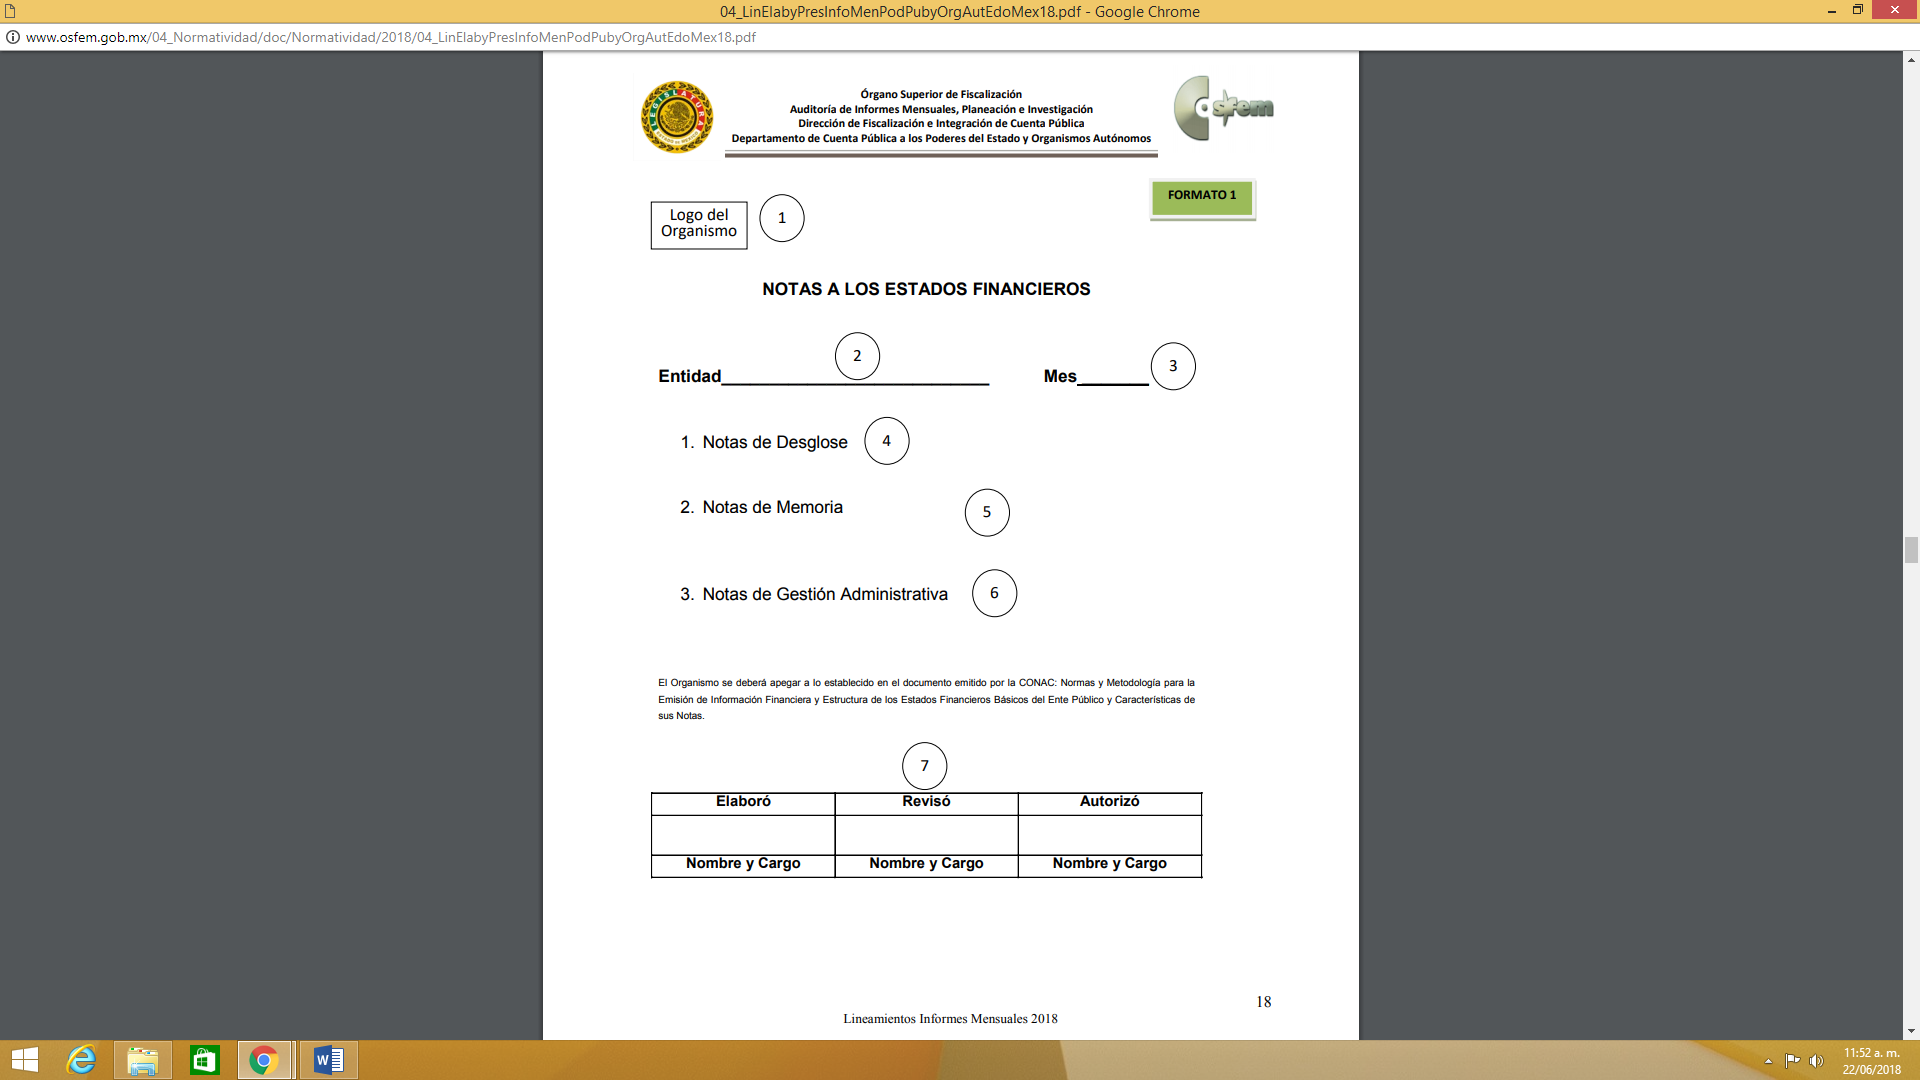 04_LinElabyPresInfoMenPodPubyOrgAutEdoMex18.pdf - Google Chrome
www.osfem.gob.mx/04_Normatividad/doc/Normatividad/2018/04_LinElabyPresInfoMenPodPubyOrgAutEdoMex18.pdf
LEGISLATURA
Órgano Superior de Fiscalización
Auditoría de Informes Mensuales, Planeación e Investigación
Dirección de Fiscalización e Integración de Cuenta Pública
Departamento de Cuenta Pública a los Poderes del Estado y Organismos Autónomos
osfem
FORMATO 1
Logo del
Organismo
1
NOTAS A LOS ESTADOS FINANCIEROS
2
3
Entidad___________________________ Mes_______
1. Notas de Desglose 4
2. Notas de Memoria 5
3. Notas de Gestión Administrativa 6
El Organismo se deberá apegar a lo establecido en el documento emitido por la CONAC: Normas y Metodología para la
Emisión de Información Financiera y Estructura de los Estados Financieros Básicos del Ente Público y Características de
sus Notas.
7
Elaboró Revisó Autorizó
Nombre y Cargo Nombre y Cargo Nombre y Cargo
18
Lineamientos Informes Mensuales 2018
11:52 a. m.
22/06/2018